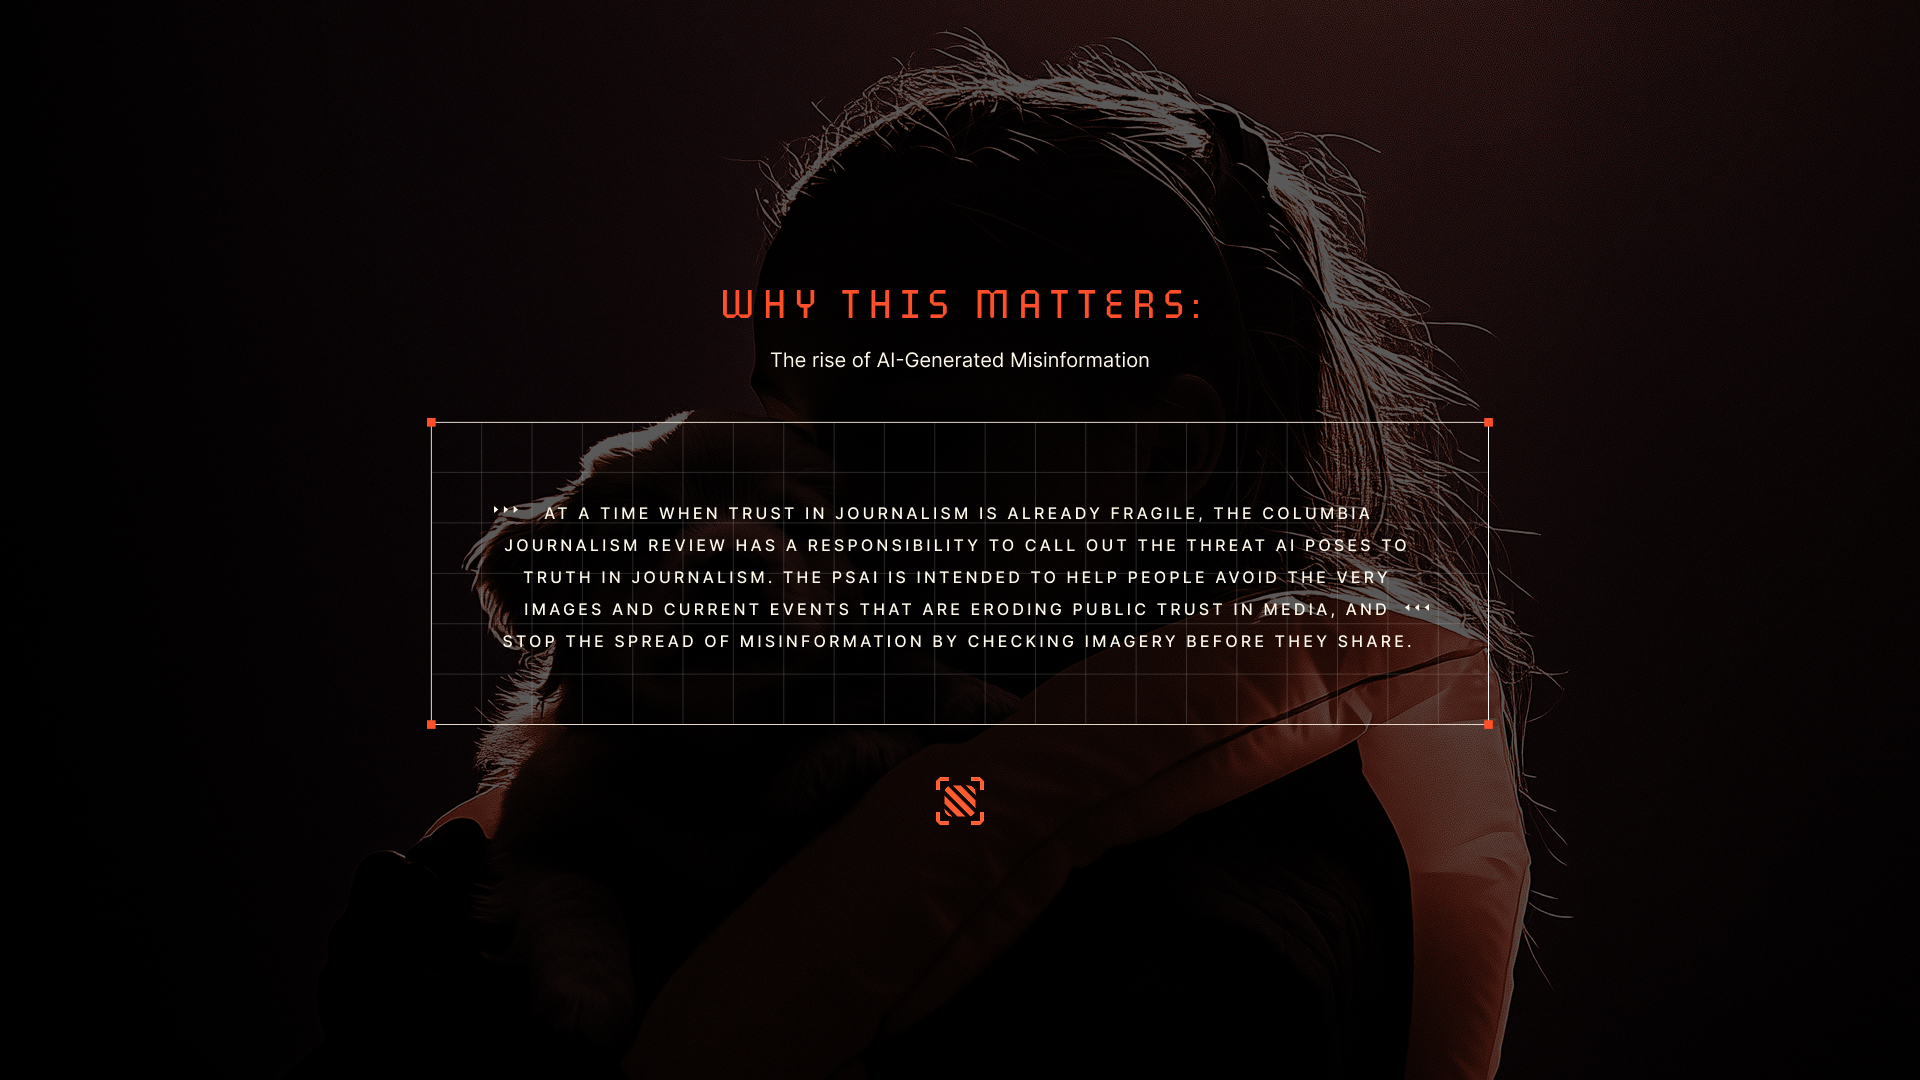 WHY THIS MATTERS:
The rise of AI-Generated Misinformation
AT A TIME WHEN TRUST IN JOURNALISM IS ALREADY FRAGILE, THE COLUMBIA
JOURNALISM REVIEW HAS A RESPONSIBILITY TO CALL OUT THE THREAT AI POSES TO
TRUTH IN JOURNALISM. THE PSAI IS INTENDED TO HELP PEOPLE AVOID THE VERY
IMAGES AND CURRENT EVENTS THAT ARE ERODING PUBLIC TRUST IN MEDIA, AND
STOP THE SPREAD OF MISINFORMATION BY CHECKING IMAGERY BEFORE THEY SHARE.